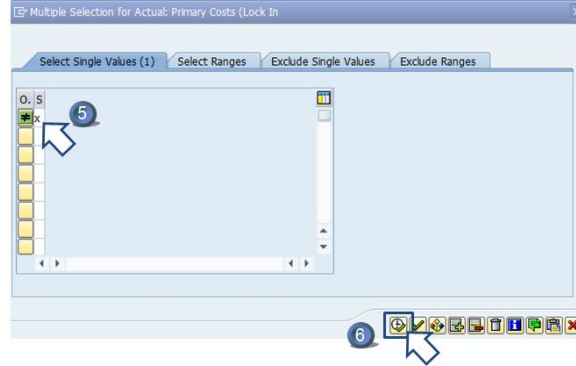 Multiple Selection for Actual: Primary Costs (Lock In
Select Single Values (1) Select Ranges Exclude Single Values Exclude Ranges
O. S
≠ x 5
6